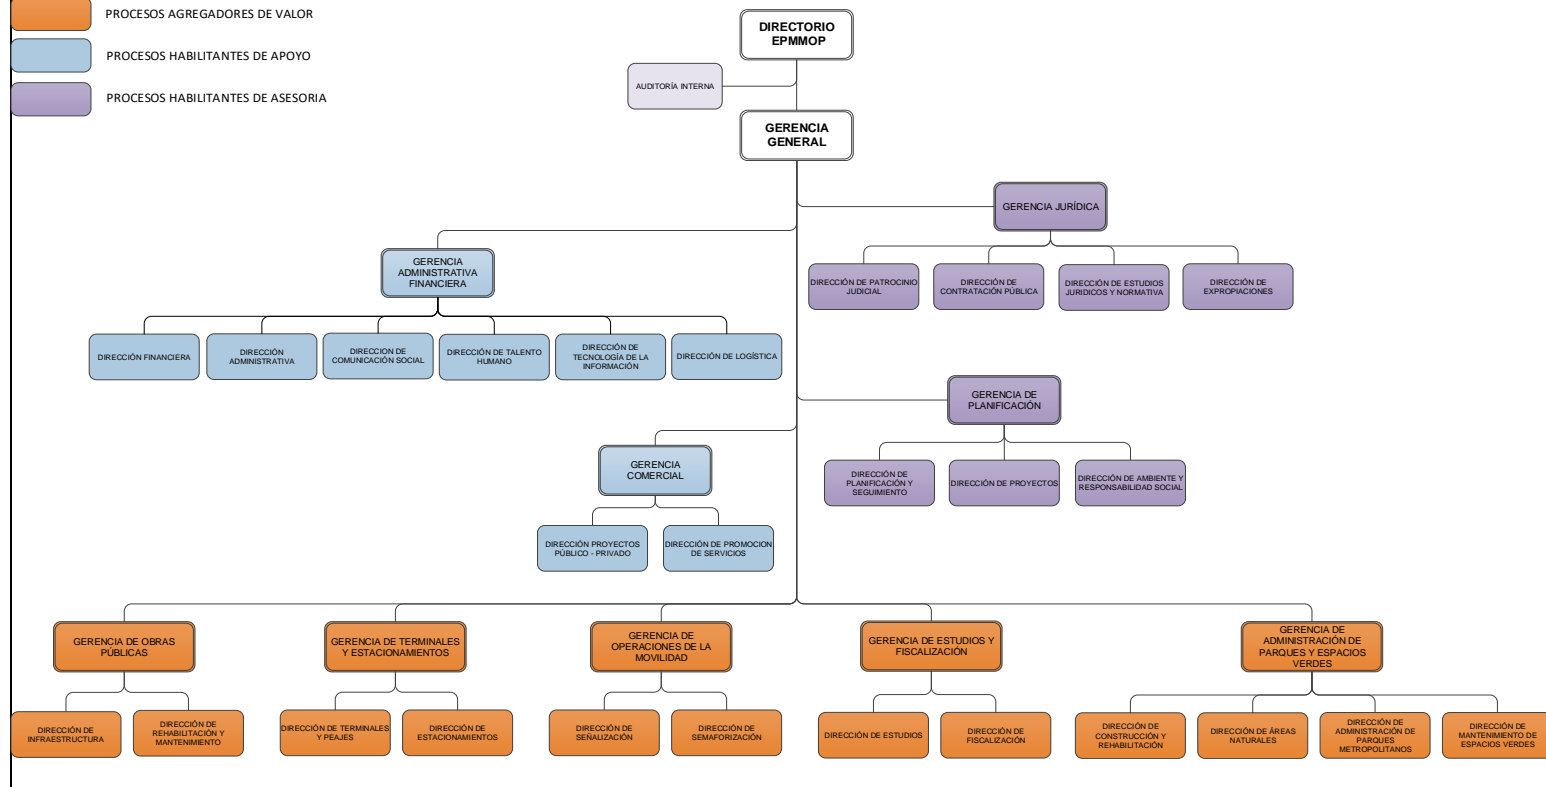 PROCESOS AGREGADORES DE VALOR
PROCESOS HABILITANTES DE APOYO
PROCESOS HABILITANTES DE ASESORIA
DIRECTORIO
EPMMOP
AUDITORÍA INTERNA
GERENCIA
GENERAL
GERENCIA JURÍDICA
DIRECCIÓN DE PATROCINIO
JUDICIAL
DIRECCIÓN DE
CONTRATACIÓN PÚBLICA
DIRECCIÓN DE ESTUDIOS
JURIDICOS Y NORMATIVA
DIRECCIÓN DE
EXPROPIACIONES
GERENCIA
ADMINISTRATIVA
FINANCIERA
DIRECCIÓN FINANCIERA
DIRECCIÓN
ADMINISTRATIVA
DIRECCION DE
COMUNICACIÓN SOCIAL
DIRECCIÓN DE TALENTO
HUMANO
DIRECCIÓN DE
TECNOLOGÍA DE LA
INFORMACIÓN
DIRECCIÓN DE LOGÍSTICA
GERENCIA DE
PLANIFICACIÓN
DIRECCIÓN DE
PLANIFICACIÓN Y
SEGUIMIENTO
DIRECCIÓN DE PROYECTOS
DIRECCIÓN DE AMBIENTE Y
RESPONSABILIDAD SOCIAL
GERENCIA
COMERCIAL
DIRECCIÓN PROYECTOS
PÚBLICO - PRIVADO
DIRECCIÓN DE PROMOCION
DE SERVICIOS
GERENCIA DE OBRAS
PÚBLICAS
GERENCIA DE TERMINALES
Y ESTACIONAMIENTOS
GERENCIA DE
OPERACIONES DE LA
MOVILIDAD
GERENCIA DE ESTUDIOS Y
FISCALIZACIÓN
GERENCIA DE
ADMINISTRACIÓN DE
PARQUES Y ESPACIOS
VERDES
DIRECCIÓN DE
INFRAESTRUCTURA
DIRECCIÓN DE
REHABILITACIÓN Y
MANTENIMIENTO
DIRECCIÓN DE TERMINALES
Y PEAJES
DIRECCIÓN DE
ESTACIONAMIENTOS
DIRECCIÓN DE
SEÑALIZACIÓN
DIRECCIÓN DE
SEMAFORIZACIÓN
DIRECCIÓN DE ESTUDIOS
DIRECCIÓN DE
FISCALIZACIÓN
DIRECCIÓN DE
CONSTRUCCIÓN Y
REHABILITACIÓN
DIRECCIÓN DE ÁREAS
NATURALES
DIRECCIÓN DE
ADMINISTRACIÓN DE
PARQUES
METROPOLITANOS
DIRECCIÓN DE
MANTENIMIENTO DE
ESPACIOS VERDES